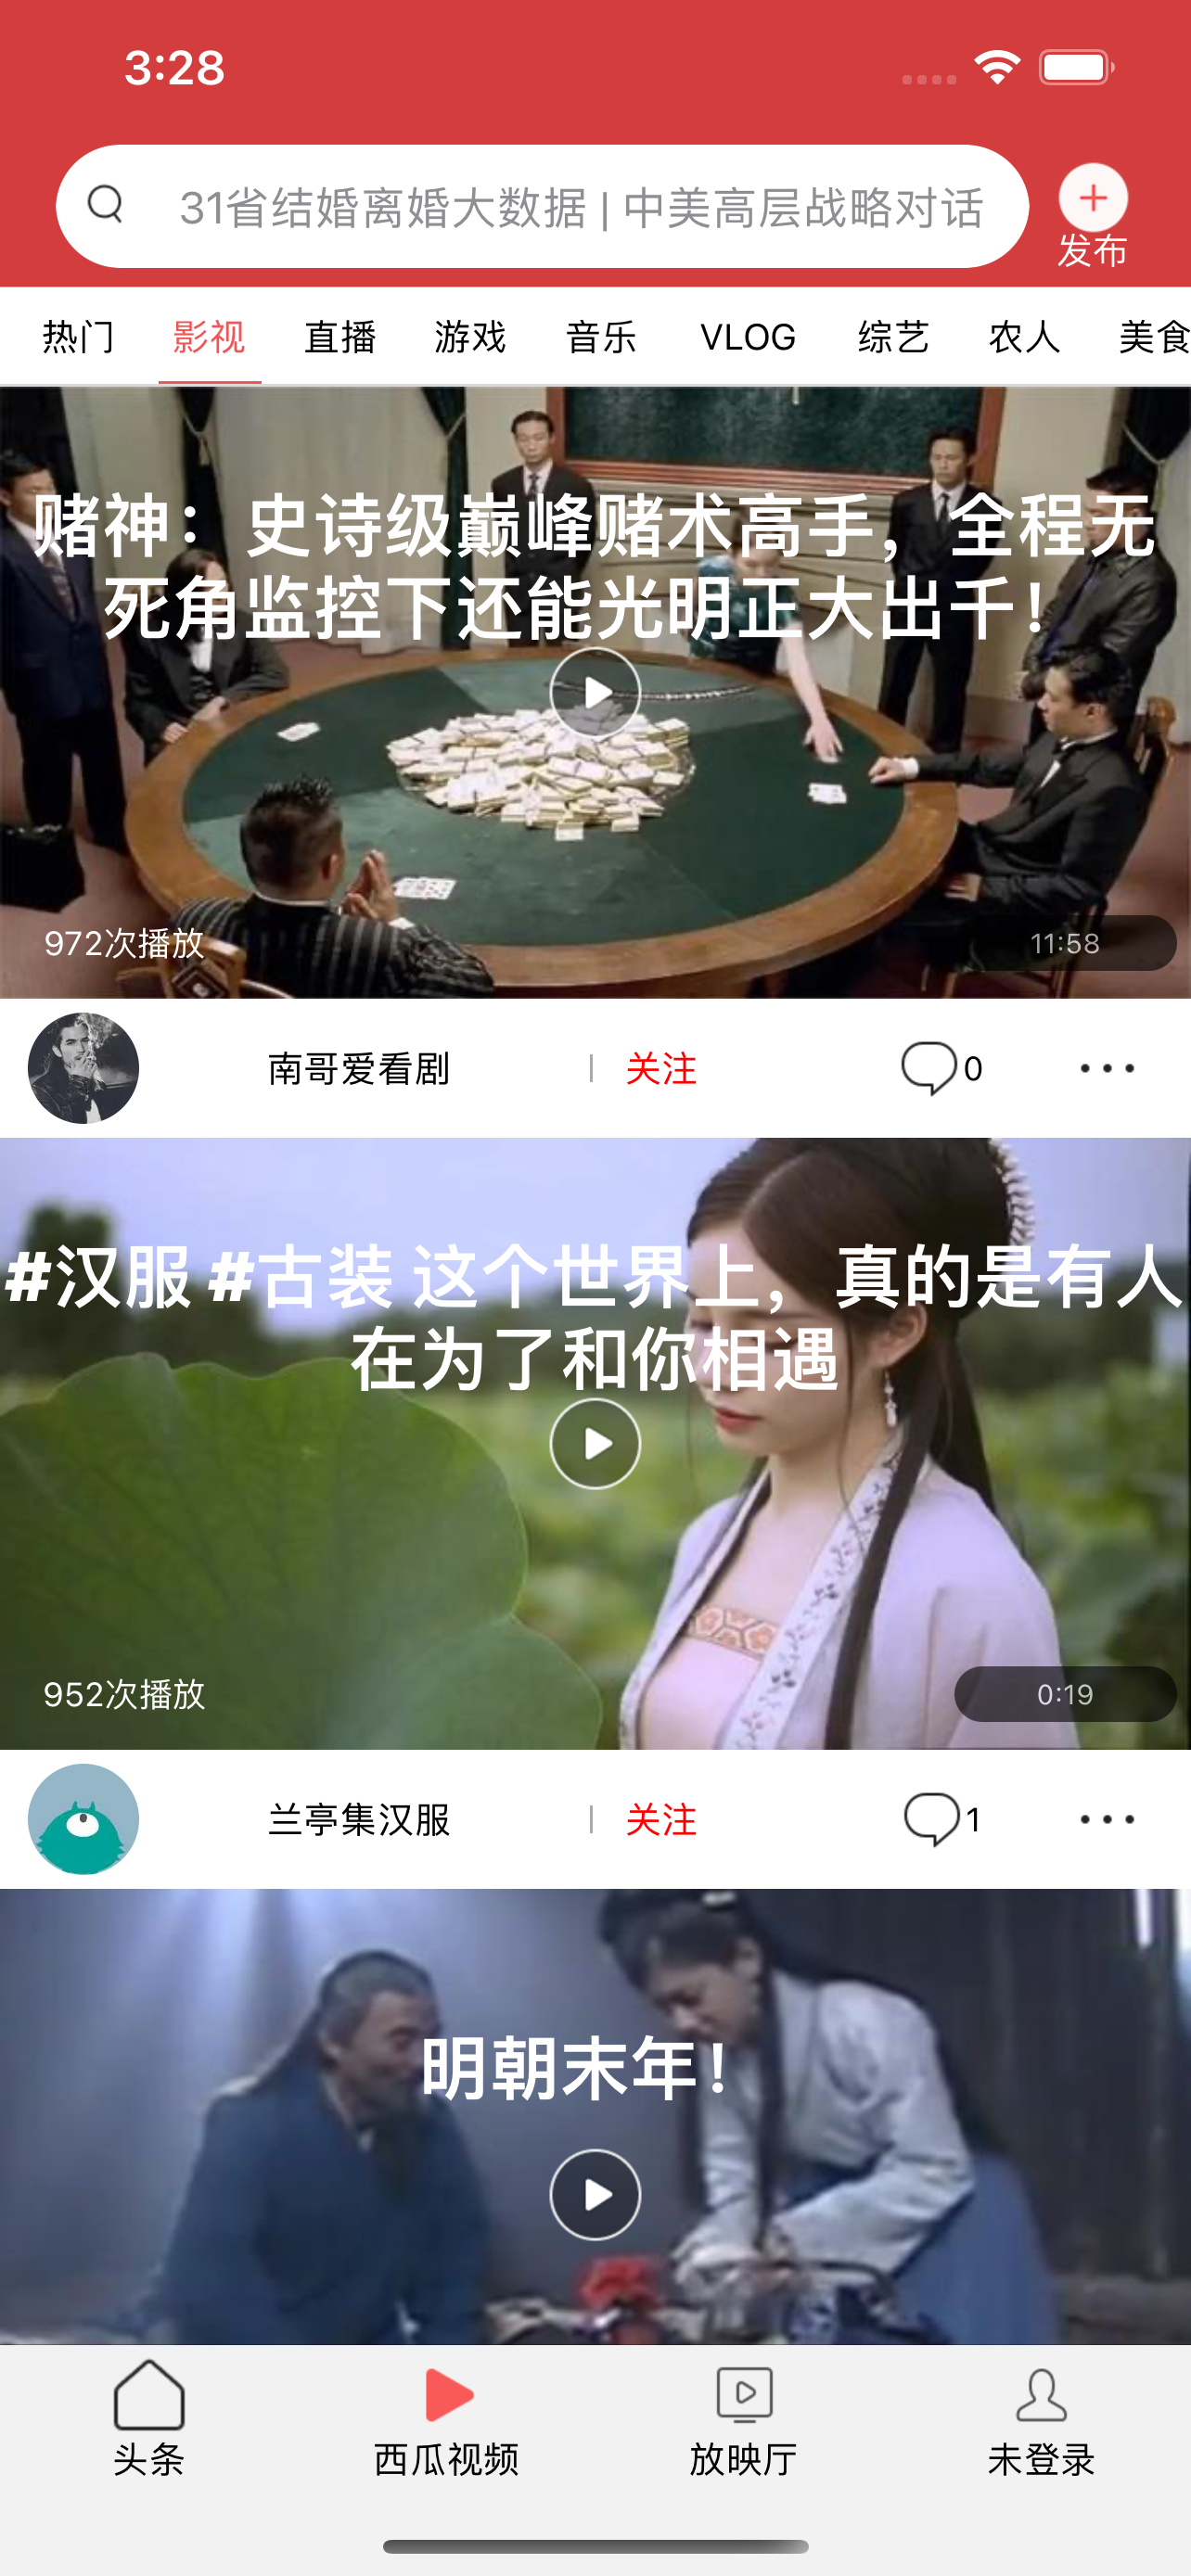 3:28
31省结婚离婚大数据 | 中美高层战略对话
发布
热门 影视 直播 游戏 音乐 VLOG 综艺 农人 美食
赌神：史诗级巅峰赌术高手，全程无
死角监控下还能光明正大出千！
972次播放 11:58
南哥爱看剧 关注 0
#汉服 #古装 这个世界上，真的是有人
在为了和你相遇
952次播放 0:19
兰亭集汉服 关注 1
明朝末年！
头条 西瓜视频 放映厅 未登录